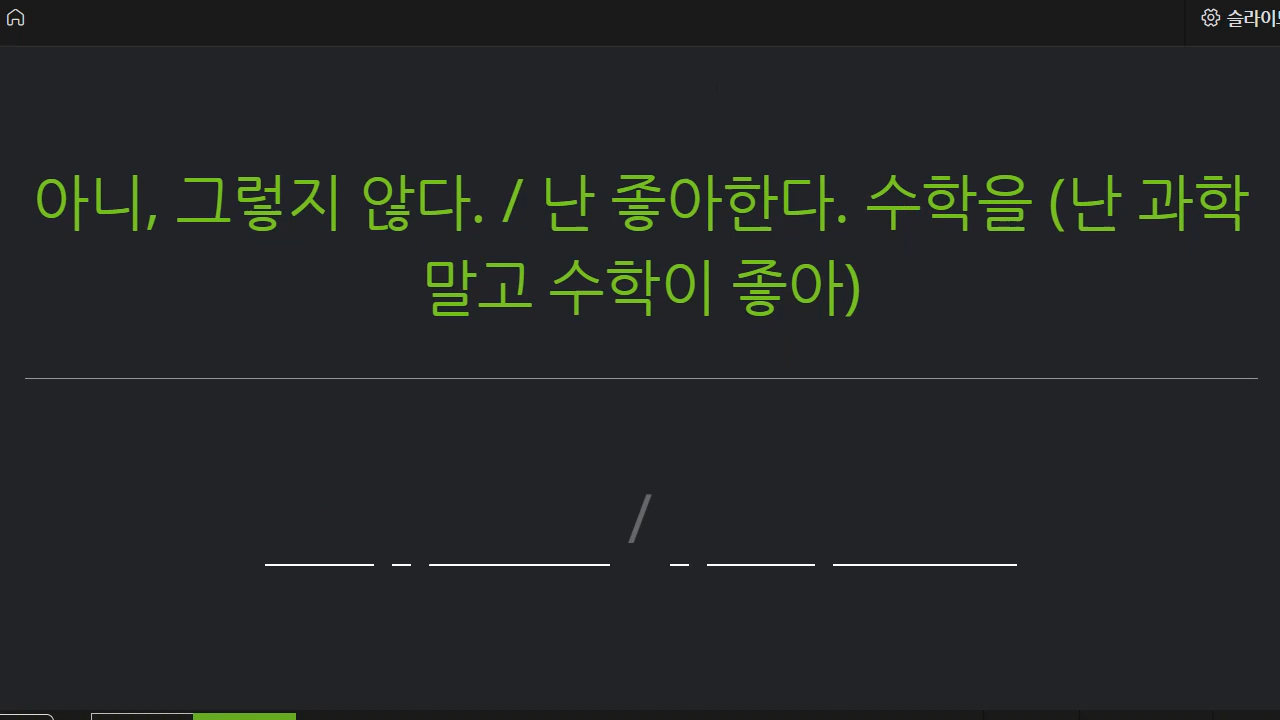 슬라이드
아니, 그렇지 않다. / 난 좋아한다. 수학을 (난 과학
말고 수학이 좋아)
/